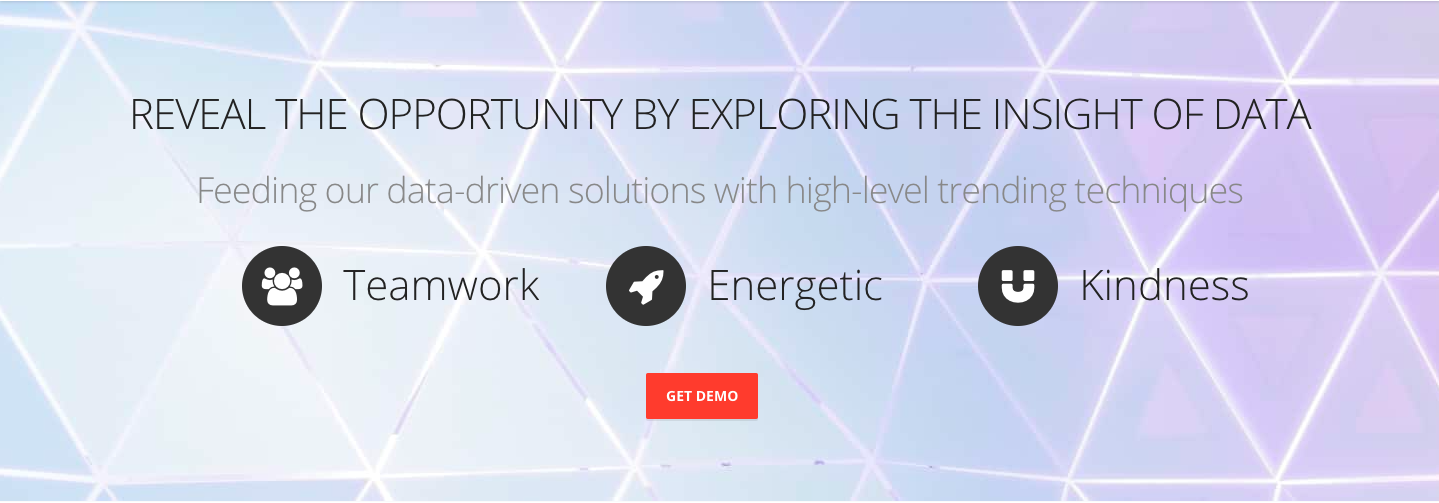 REVEAL THE OPPORTUNITY BY EXPLORING THE INSIGHT OF DATA
Feeding our data-driven solutions with high-level trending techniques
Teamwork Energetic Kindness
GET DEMO